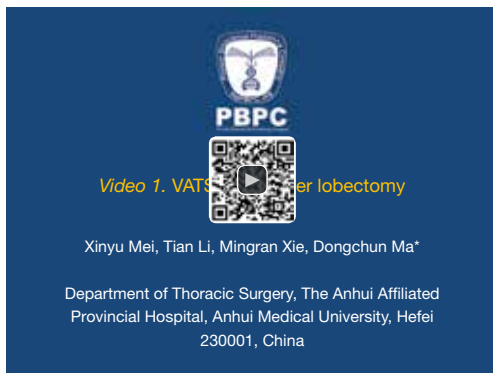 PBPC
Video 1. VATS er lobectomy
Xinyu Mei, Tian Li, Mingran Xie, Dongchun Ma*
Department of Thoracic Surgery, The Anhui Affiliated
Provincial Hospital, Anhui Medical University, Hefei
230001, China